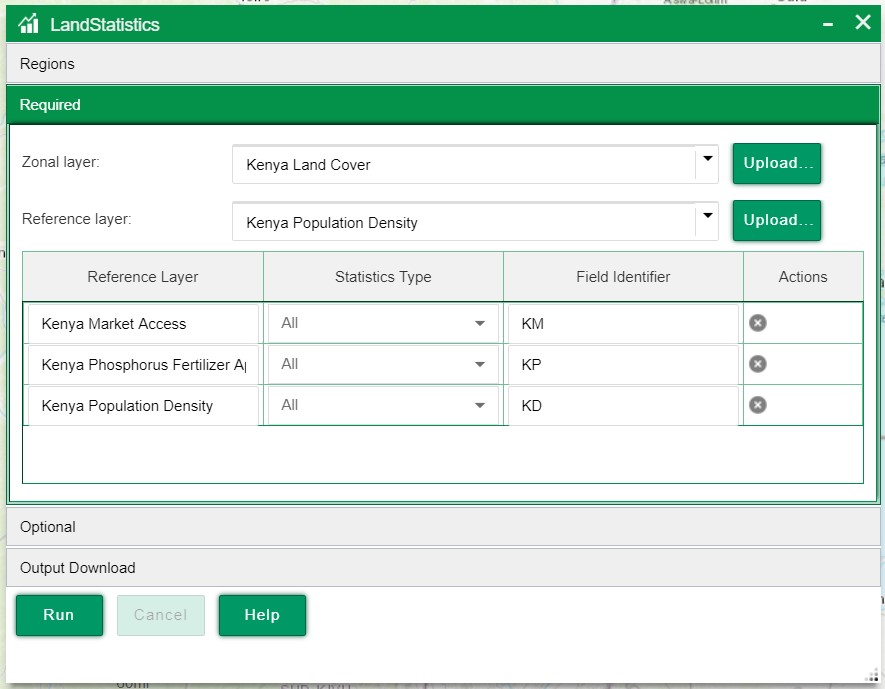 LandStatistics
Regions
Required
Zonal layer: Kenya Land Cover Upload...
Reference layer: Kenya Population Density Upload...
Reference Layer Statistics Type Field Identifier Actions
Kenya Market Access All KM
Kenya Phosphorus Fertilizer Ap All KP
Kenya Population Density All KD
Optional
Output Download
Run Cancel Help